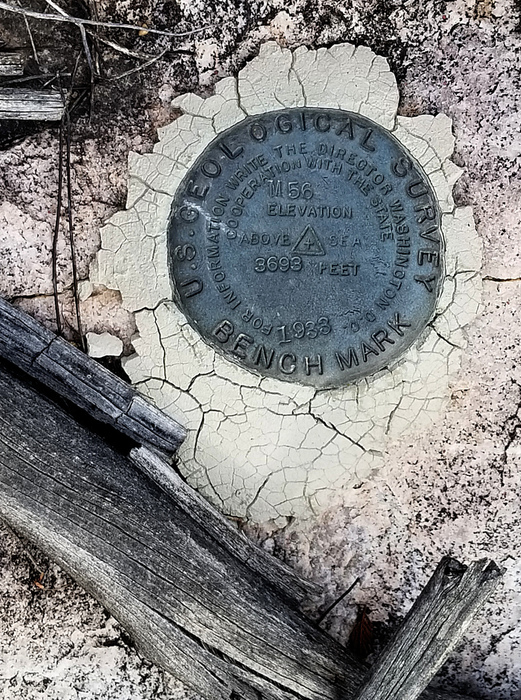 U.S. GEOLOGICAL SURVEY
FOR INFORMATION WRITE THE DIRECTOR WASHINGTON D.C.
COOPERATION WITH THE STATE
M 56
ELEVATION
ABOVE SEA
3693 FEET
1938
BENCH MARK